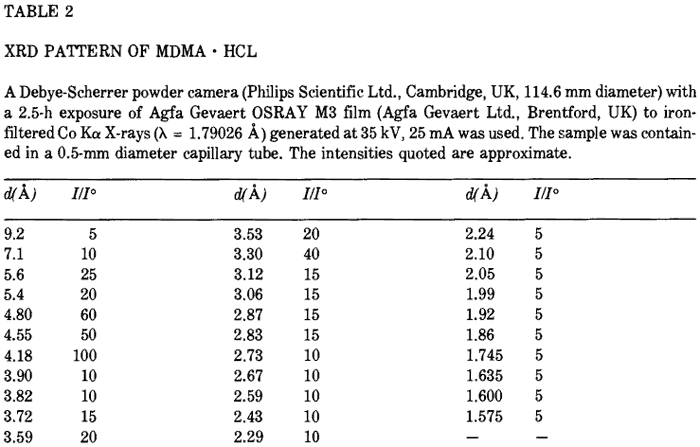 TABLE 2
XRD PATTERN OF MDMA · HCL
A Debye-Scherrer powder camera (Philips Scientific Ltd., Cambridge, UK, 114.6 mm diameter) with
a 2.5-h exposure of Agfa Gevaert OSRAY M3 film (Agfa Gevaert Ltd., Brentford, UK) to iron-
filtered Co Kα X-rays (λ = 1.79026 Å) generated at 35 kV, 25 mA was used. The sample was contain-
ed in a 0.5-mm diameter capillary tube. The intensities quoted are approximate.
d(Å) I/I° d(Å) I/I° d(Å) I/I°
9.2 5 3.53 20 2.24 5
7.1 10 3.30 40 2.10 5
5.6 25 3.12 15 2.05 5
5.4 20 3.06 15 1.99 5
4.80 60 2.87 15 1.92 5
4.55 50 2.83 15 1.86 5
4.18 100 2.73 10 1.745 5
3.90 10 2.67 10 1.635 5
3.82 10 2.59 10 1.600 5
3.72 15 2.43 10 1.575 5
3.59 20 2.29 10 — —